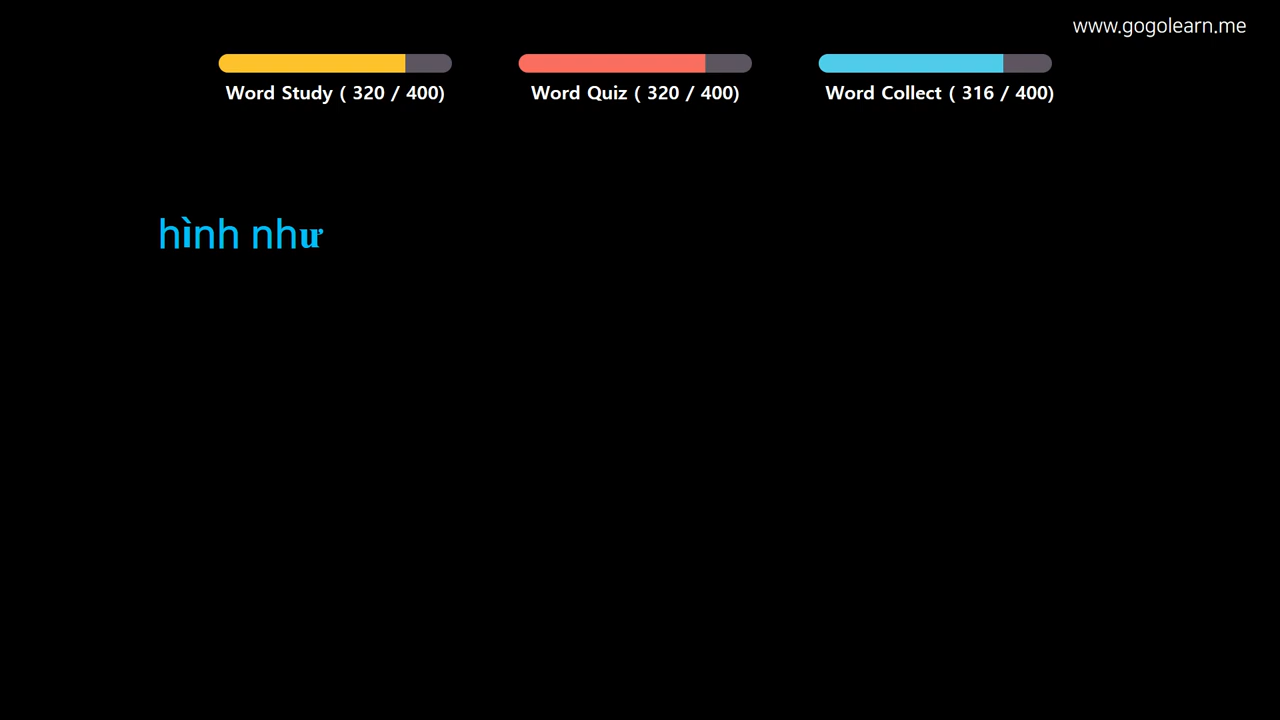 www.gogolearn.me
Word Study ( 320 / 400)
Word Quiz ( 320 / 400)
Word Collect ( 316 / 400)
hình như